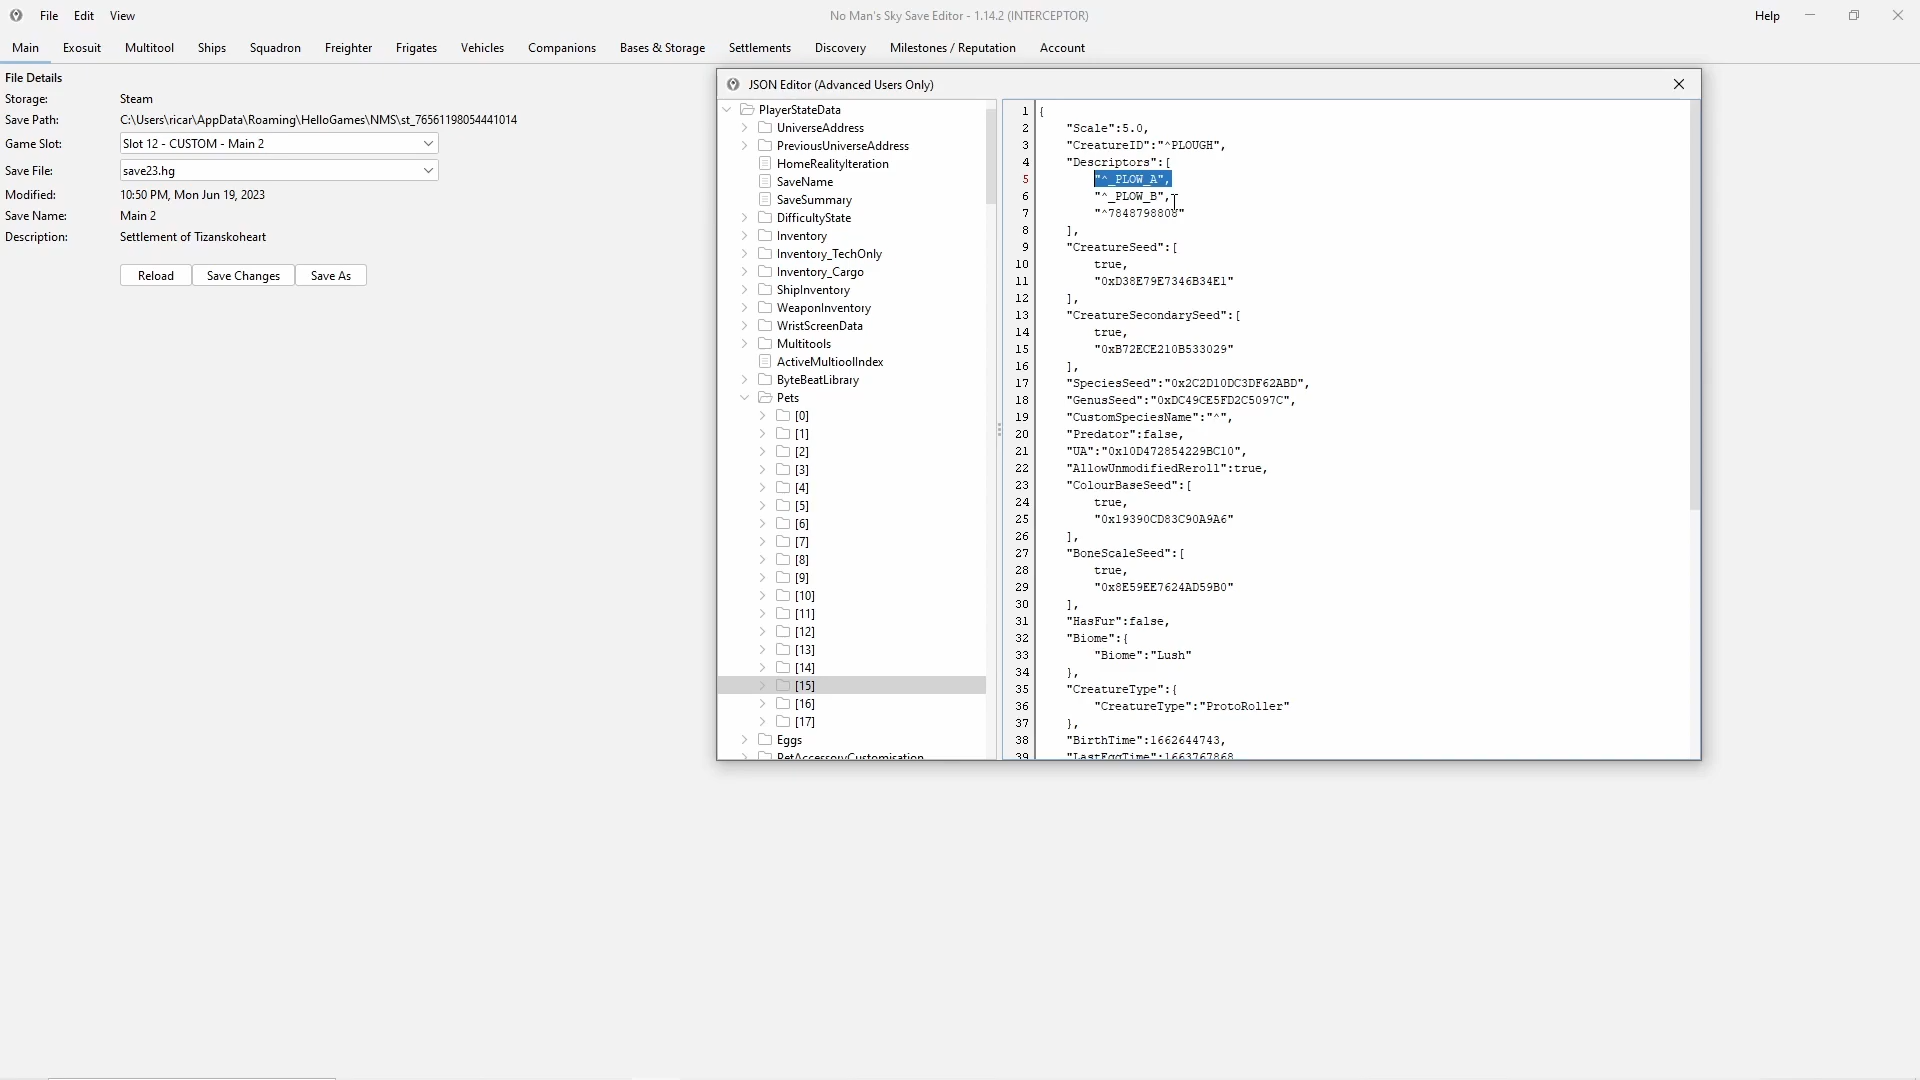 File Edit View
No Man's Sky Save Editor - 1.14.2 (INTERCEPTOR)
Help
Main Exosuit Multitool Ships Squadron Freighter Frigates Vehicles Companions Bases & Storage Settlements Discovery Milestones / Reputation Account
File Details
Storage: Steam
Save Path: C:\Users\ricar\AppData\Roaming\HelloGames\NMS\st_76561198054441014
Game Slot: Slot 12 - CUSTOM - Main 2
Save File: save23.hg
Modified: 10:50 PM, Mon Jun 19, 2023
Save Name: Main 2
Description: Settlement of Tizanskoheart
Reload Save Changes Save As
JSON Editor (Advanced Users Only)
PlayerStateData
UniverseAddress
PreviousUniverseAddress
HomeRealityIteration
SaveName
SaveSummary
DifficultyState
Inventory
Inventory_TechOnly
Inventory_Cargo
ShipInventory
WeaponInventory
WristScreenData
Multitools
ActiveMultioolIndex
ByteBeatLibrary
Pets
[0]
[1]
[2]
[3]
[4]
[5]
[6]
[7]
[8]
[9]
[10]
[11]
[12]
[13]
[14]
[15]
[16]
[17]
Eggs
PetAccessoryCustomisation
1 {
2 "Scale":5.0,
3 "CreatureID":"^PLOUGH",
4 "Descriptors":[
5 "^_PLOW_A",
6 "^_PLOW_B",
7 "^7848798808"
8 ],
9 "CreatureSeed":[
10 true,
11 "0xD38E79E7346B34E1"
12 ],
13 "CreatureSecondarySeed":[
14 true,
15 "0xB72ECE210B533029"
16 ],
17 "SpeciesSeed":"0x2C2D10DC3DF62ABD",
18 "GenusSeed":"0xDC49CE5FD2C5097C",
19 "CustomSpeciesName":"^",
20 "Predator":false,
21 "UA":"0x10D472854229BC10",
22 "AllowUnmodifiedReroll":true,
23 "ColourBaseSeed":[
24 true,
25 "0x19390CD83C90A9A6"
26 ],
27 "BoneScaleSeed":[
28 true,
29 "0x8E59EE7624AD59B0"
30 ],
31 "HasFur":false,
32 "Biome":{
33 "Biome":"Lush"
34 },
35 "CreatureType":{
36 "CreatureType":"ProtoRoller"
37 },
38 "BirthTime":1662644743,
39 "LastEggTime":1663767868